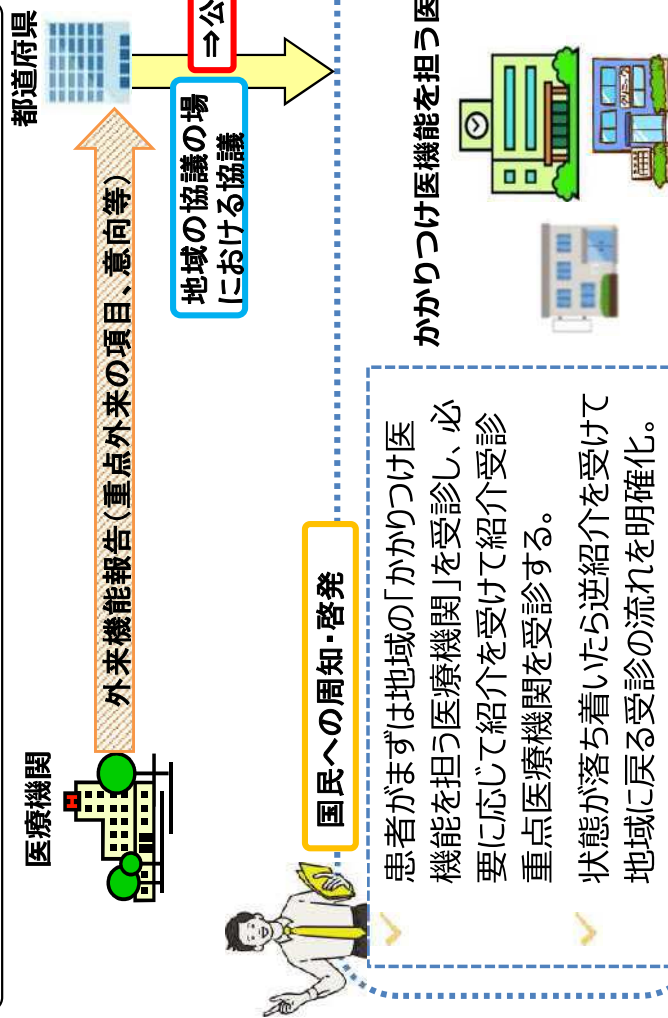 医療機関
外来機能報告(重点外来の項目、意向等)
都道府県
地域の協議の場
における協議
⇒公
国民への周知・啓発
患者がまずは地域の「かかりつけ医
機能を担う医療機関」を受診し、必
要に応じて紹介を受けて紹介受診
重点医療機関を受診する。
状態が落ち着いたら逆紹介を受けて
地域に戻る受診の流れを明確化。
かかりつけ医機能を担う医
H
クリニック